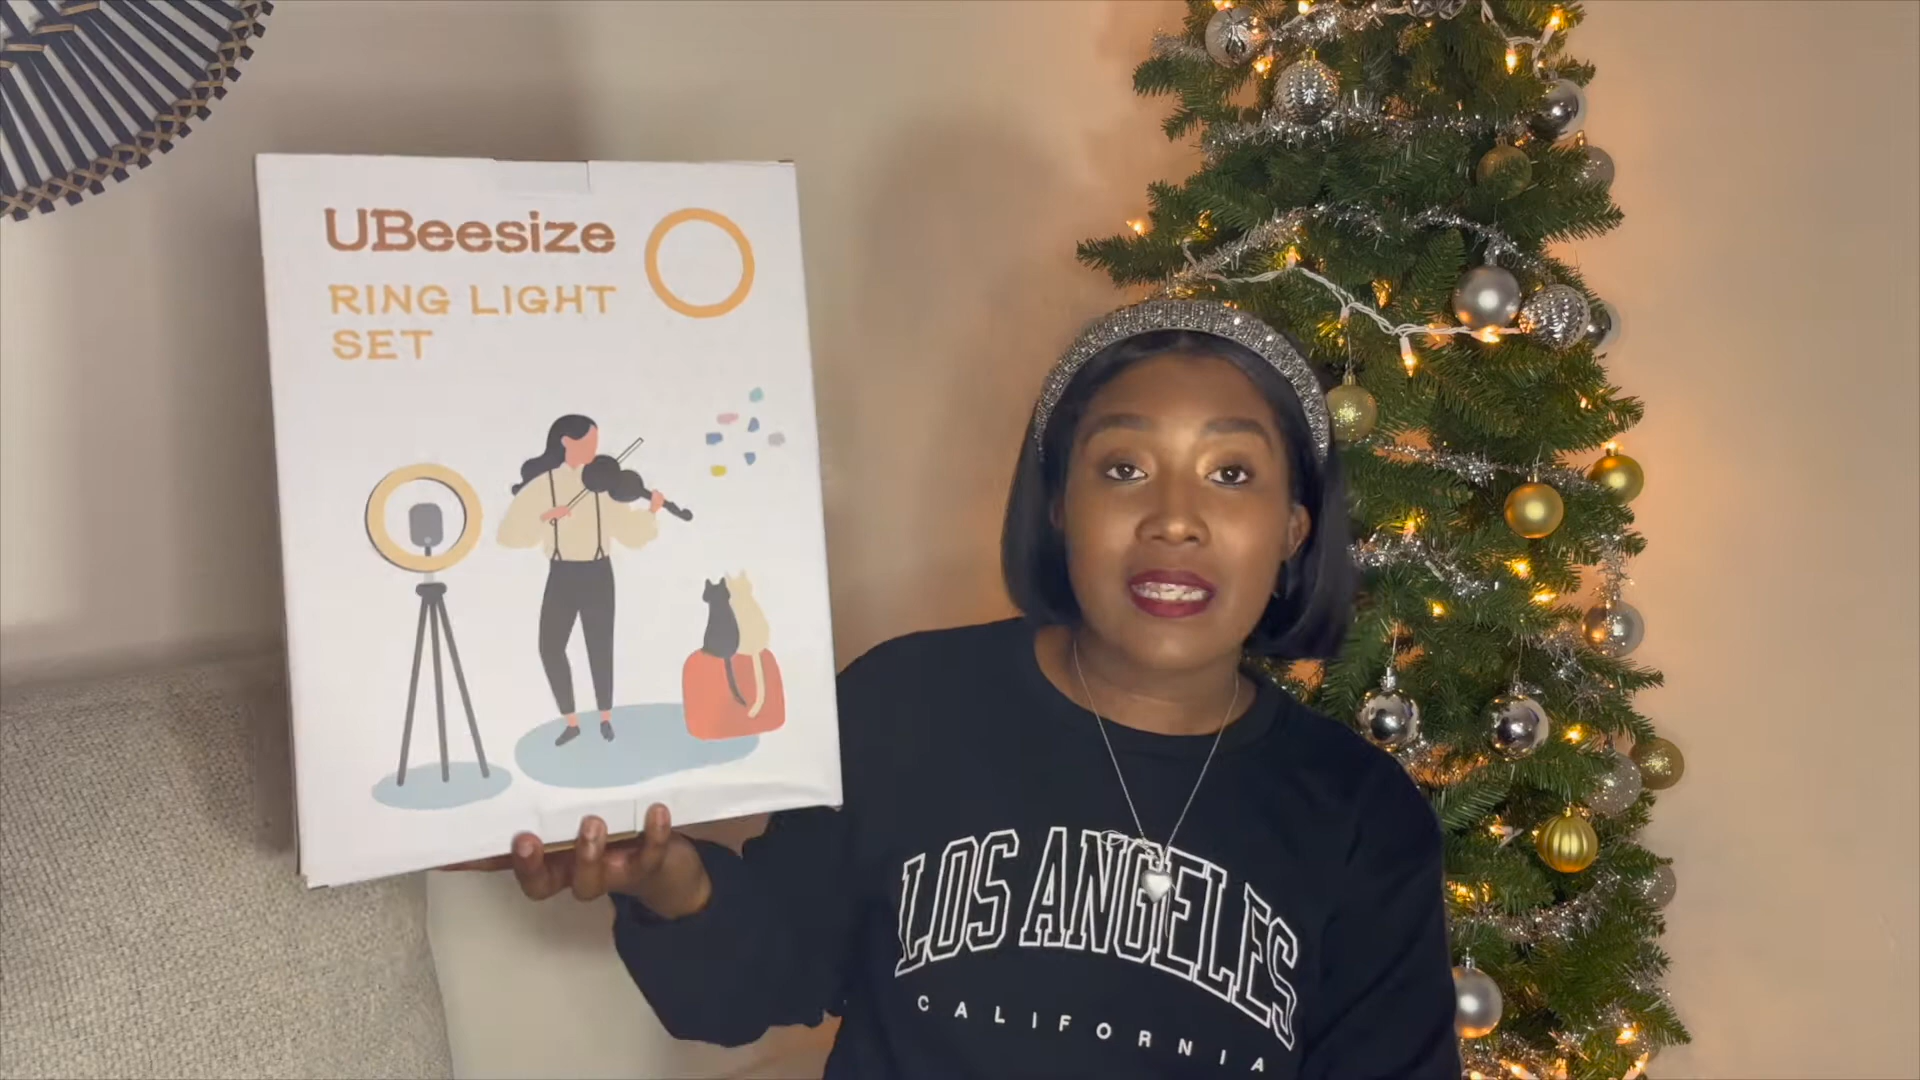 UBeesize
RING LIGHT
SET
LOS ANGELES
CALIFORNIA